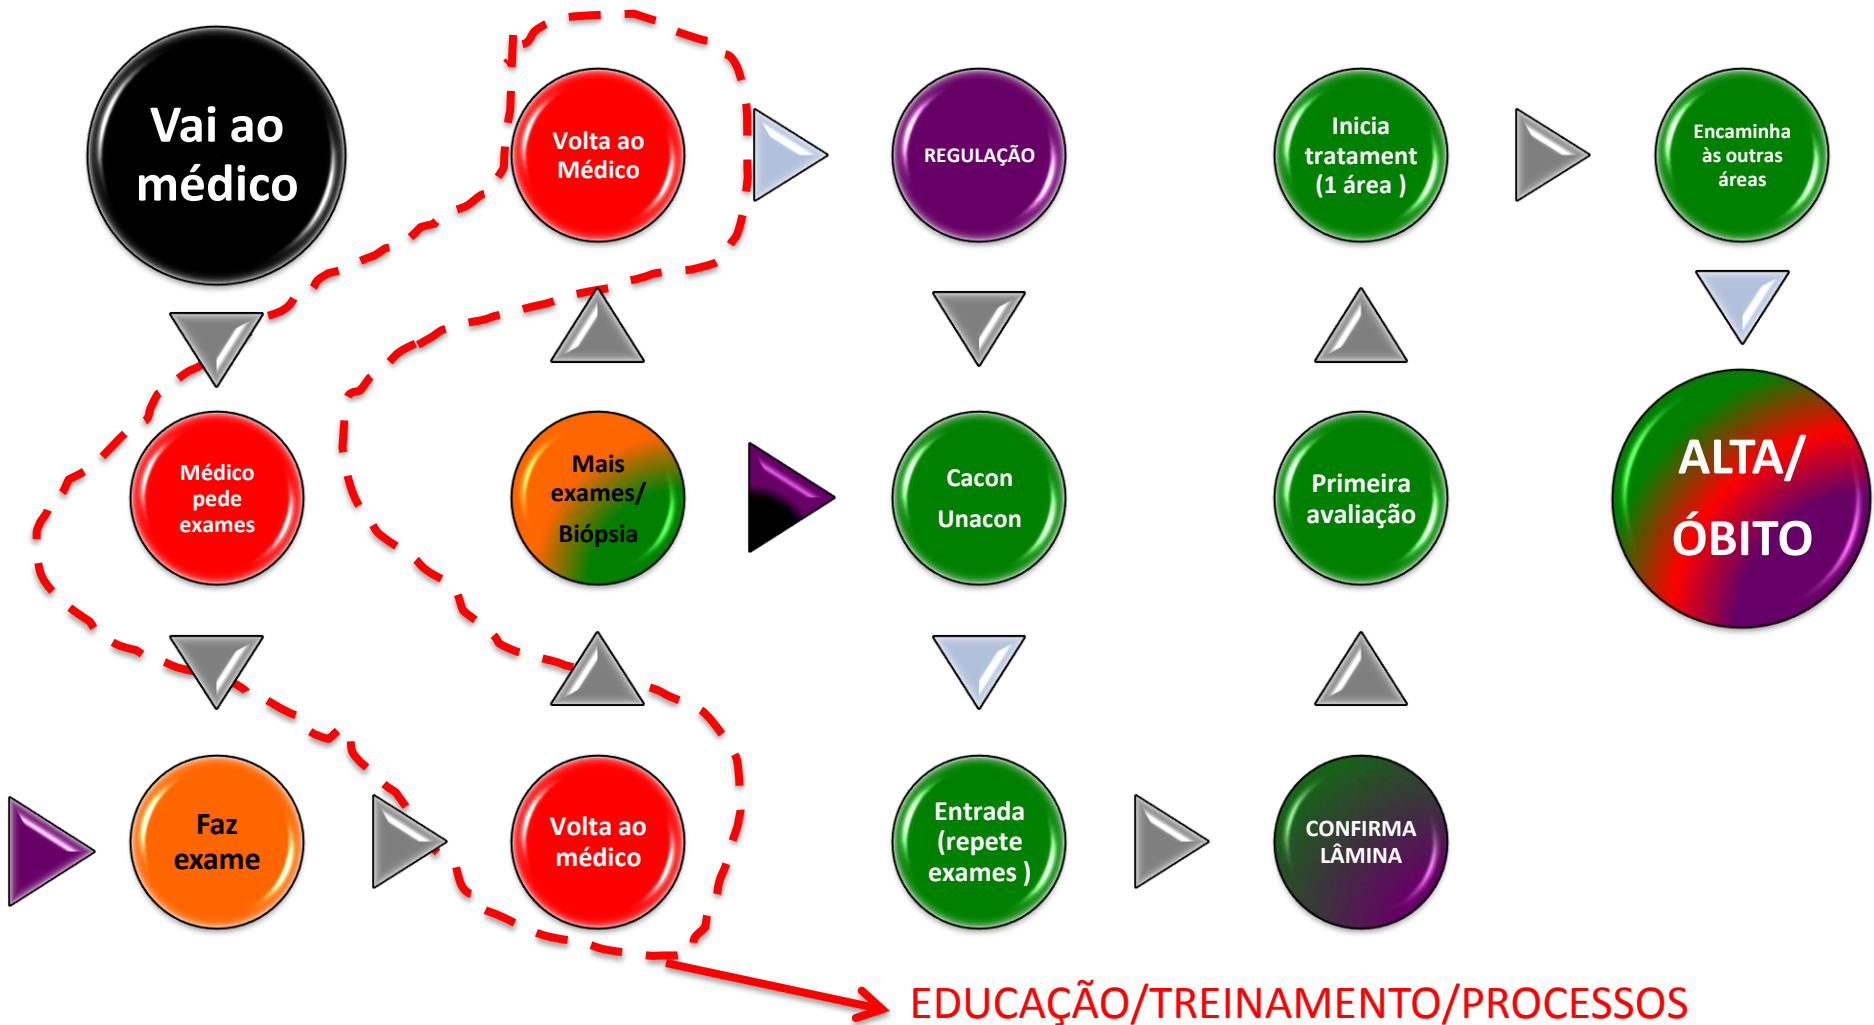 Vai ao
médico
Médico
pede
exames
Faz
exame
Volta ao
médico
Mais
exames/
Biópsia
Volta ao
Médico
REGULAÇÃO
Cacon
Unacon
Entrada
(repete
exames )
CONFIRMA
LÂMINA
Primeira
avaliação
Inicia
tratament
(1 área )
Encaminha
às outras
áreas
ALTA/
ÓBITO
EDUCAÇÃO/TREINAMENTO/PROCESSOS